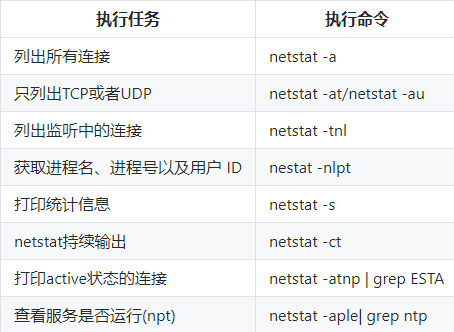 执行任务 执行命令
列出所有连接 netstat -a
只列出TCP或者UDP netstat -at/netstat -au
列出监听中的连接 netstat -tnl
获取进程名、进程号以及用户 ID nestat -nlpt
打印统计信息 netstat -s
netstat持续输出 netstat -ct
打印active状态的连接 netstat -atnp | grep ESTA
查看服务是否运行(npt) netstat -aple| grep ntp